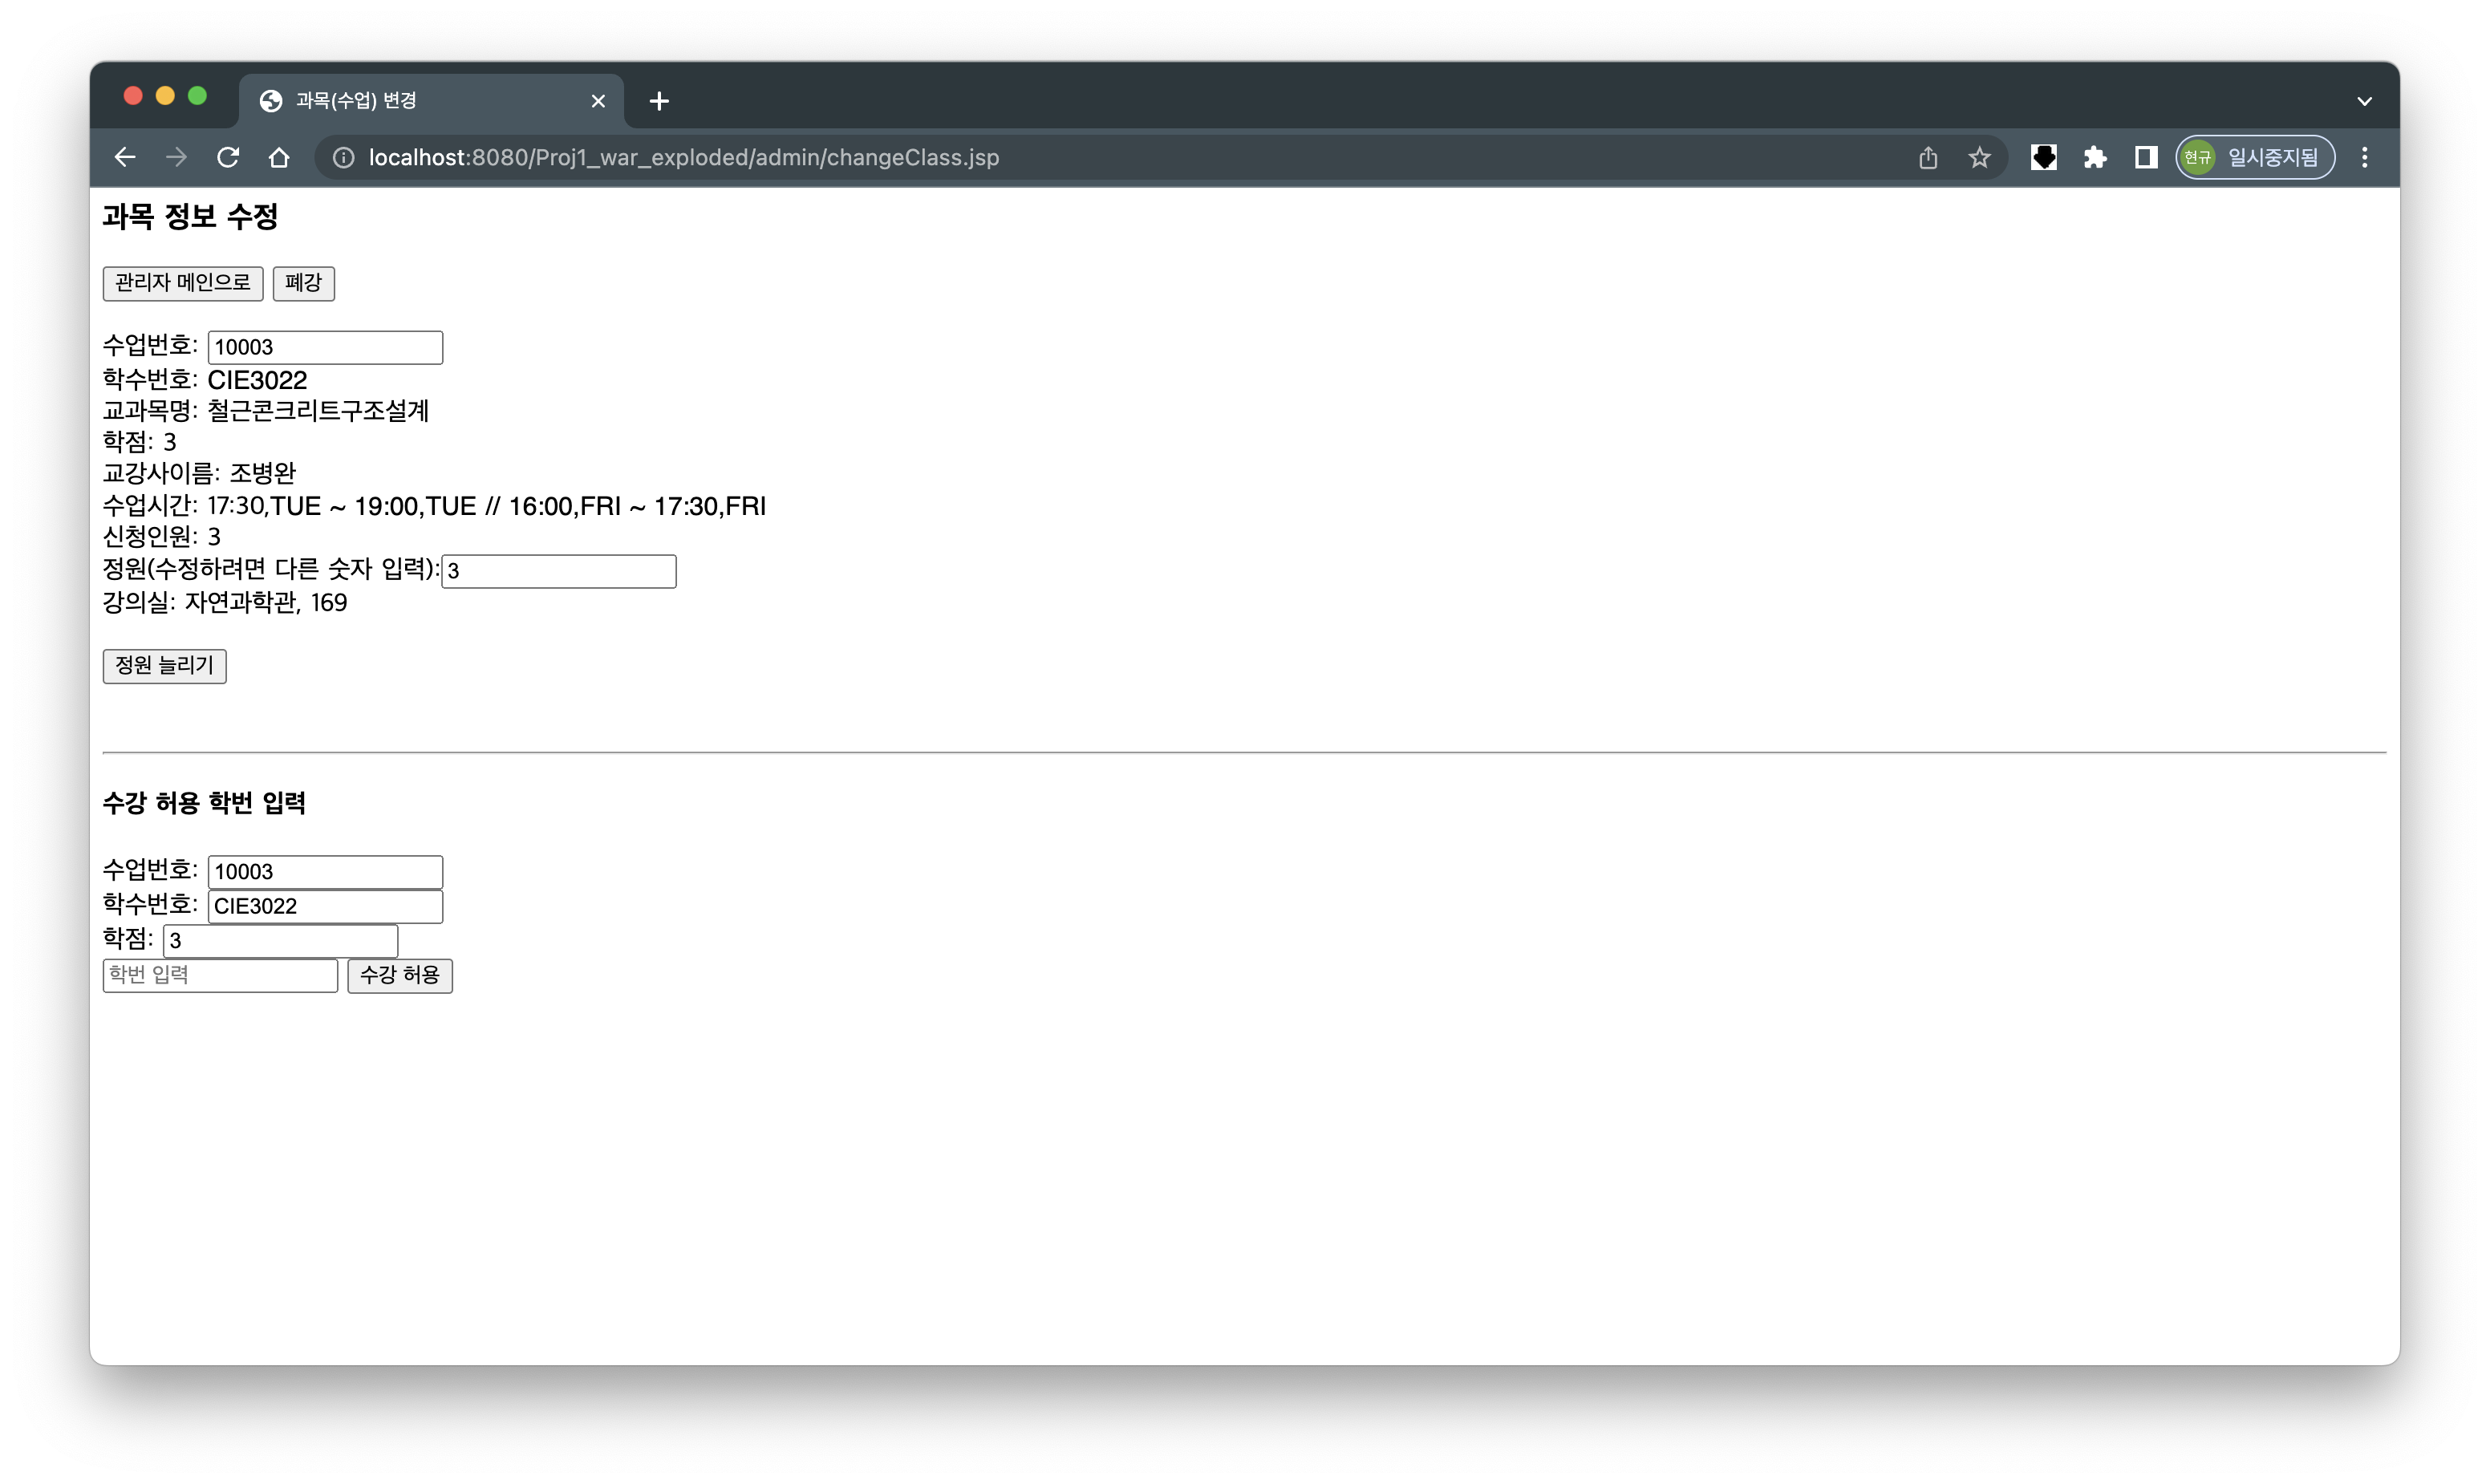 과목(수업) 변경
localhost:8080/Proj1_war_exploded/admin/changeClass.jsp
현규 일시중지됨
과목 정보 수정
관리자 메인으로 폐강
수업번호: 10003
학수번호: CIE3022
교과목명: 철근콘크리트구조설계
학점: 3
교강사이름: 조병완
수업시간: 17:30,TUE ~ 19:00,TUE // 16:00,FRI ~ 17:30,FRI
신청인원: 3
정원(수정하려면 다른 숫자 입력):3
강의실: 자연과학관, 169
정원 늘리기
수강 허용 학번 입력
수업번호: 10003
학수번호: CIE3022
학점: 3
학번 입력 수강 허용